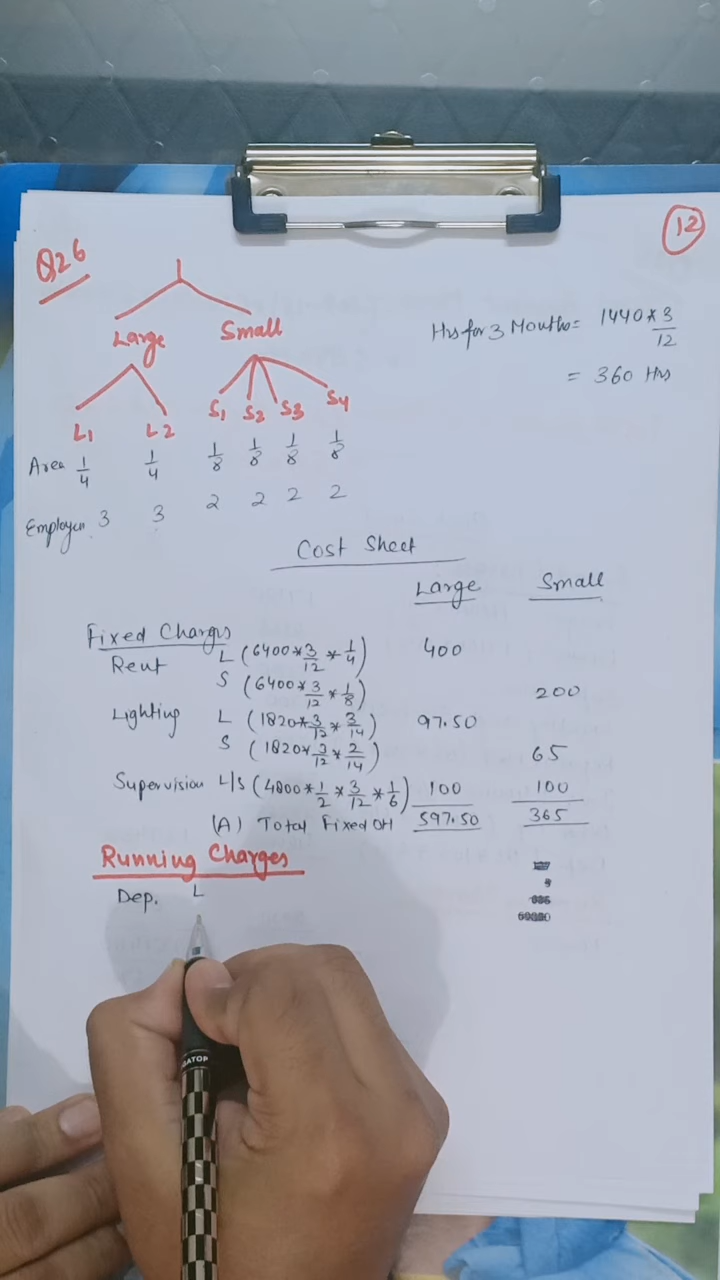 Q26
12
Large Small
Hrs for 3 Months = 1440 * 3/12
= 360 Hrs
L1 L2 S1 S2 S3 S4
Area 1/4 1/4 1/8 1/8 1/8 1/8
Employees 3 3 2 2 2 2
Cost Sheet
Large Small
Fixed Charges
Rent L (6400 * 3/12 * 1/4) 400
S (6400 * 3/12 * 1/8) 200
Lighting L (1820 * 3/12 * 3/14) 97.50
S (1820 * 3/12 * 2/14) 65
Supervision L/S (4800 * 1/2 * 3/12 * 1/6) 100 100
(A) Total Fixed OH 597.50 365
Running Charges
Dep. L
GATOP